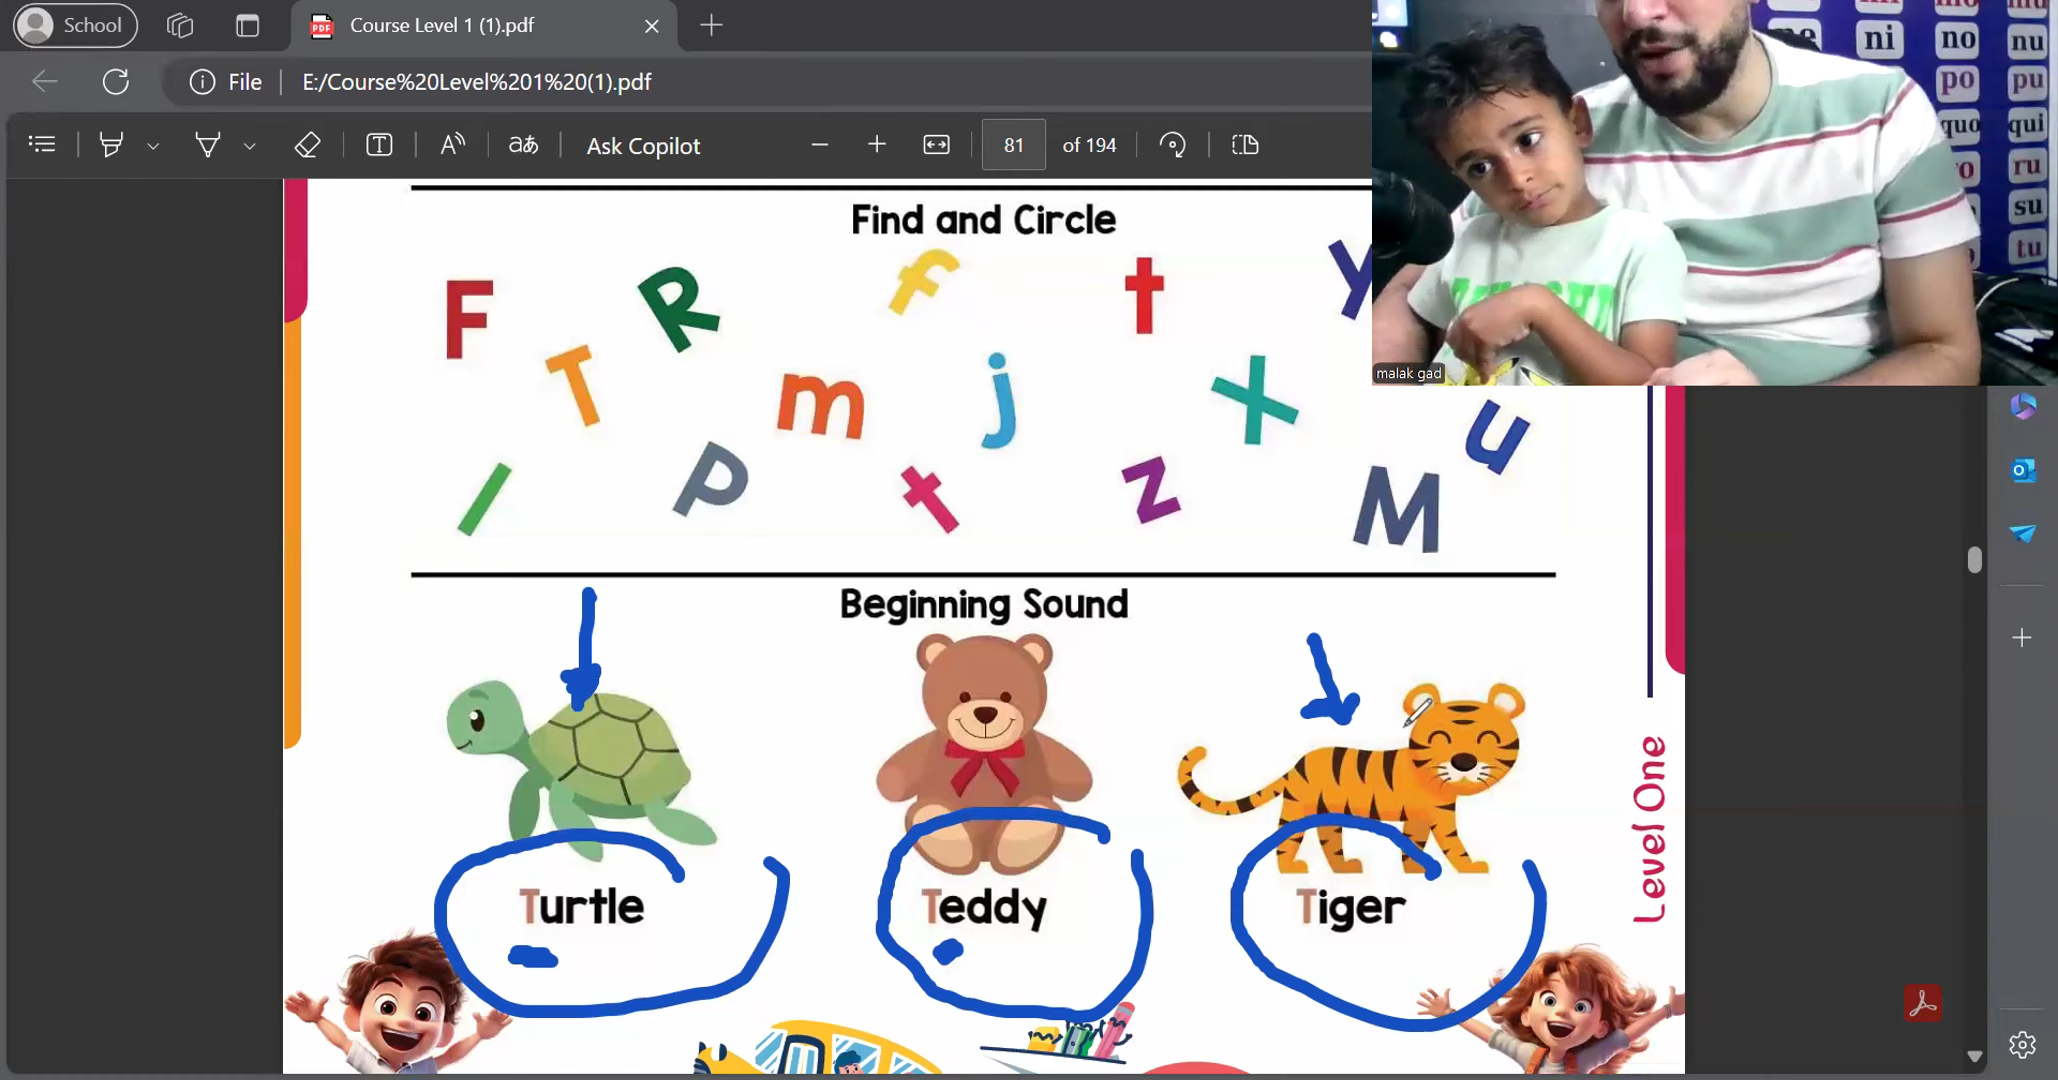 School
Course Level 1 (1).pdf
File
E:/Course%20Level%201%20(1).pdf
Ask Copilot
81
of 194
Find and Circle
F
R
f
t
y
T
m
j
X
u
l
P
t
z
M
Beginning Sound
Turtle
Teddy
Tiger
Level One
malak gad
ni
no
nu
po
pu
quo
qui
ru
su
tu